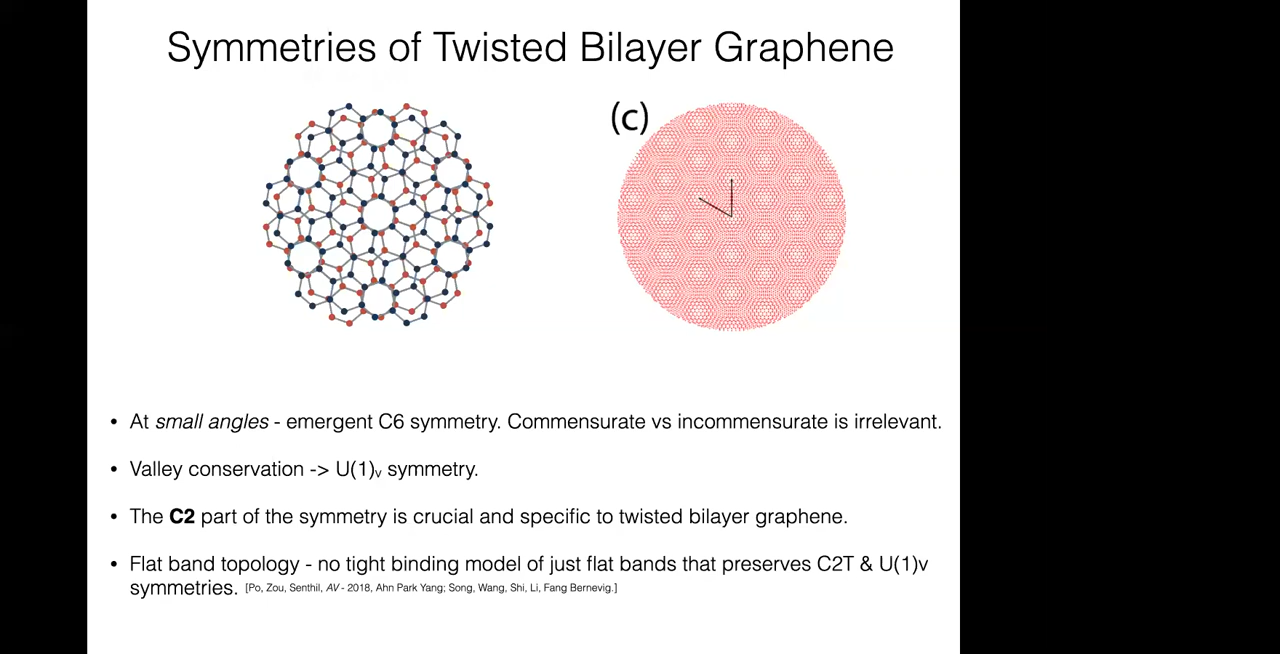 Symmetries of Twisted Bilayer Graphene
(c)
• At small angles - emergent C6 symmetry. Commensurate vs incommensurate is irrelevant.
• Valley conservation -> U(1)v symmetry.
• The C2 part of the symmetry is crucial and specific to twisted bilayer graphene.
• Flat band topology - no tight binding model of just flat bands that preserves C2T & U(1)v
symmetries. [Po, Zou, Senthil, AV - 2018, Ahn Park Yang; Song, Wang, Shi, Li, Fang Bernevig.]